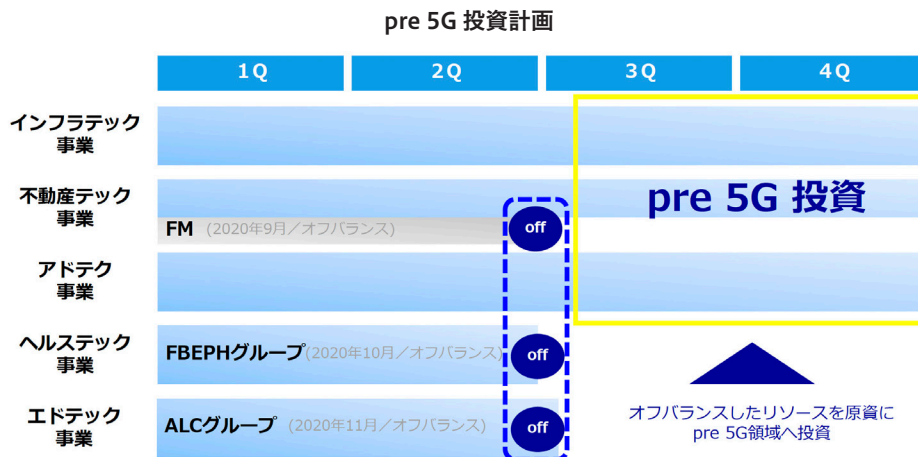 pre 5G 投資計画
1Q 2Q 3Q 4Q
インフラテック
事業
不動産テック
事業
pre 5G 投資
FM (2020年9月／オフバランス) off
アドテク
事業
ヘルステック
事業
FBEPHグループ(2020年10月／オフバランス) off
エドテック
事業
ALCグループ (2020年11月／オフバランス) off
オフバランスしたリソースを原資に
pre 5G領域へ投資